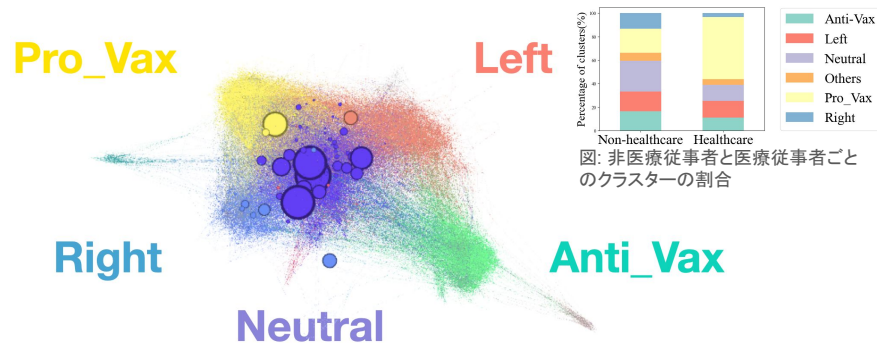 Pro_Vax
Left
Right
Anti_Vax
Neutral
Percentage of clusters(%)
100
80
60
40
20
0
Non-healthcare
Healthcare
Anti-Vax
Left
Neutral
Others
Pro_Vax
Right
図: 非医療従事者と医療従事者ごと
のクラスターの割合